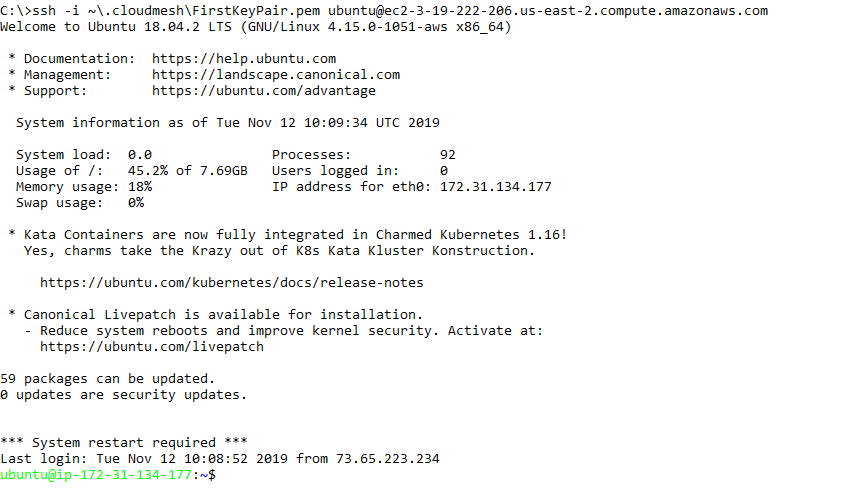 C:\>ssh -i ~\.cloudmesh\FirstKeyPair.pem ubuntu@ec2-3-19-222-206.us-east-2.compute.amazonaws.com
Welcome to Ubuntu 18.04.2 LTS (GNU/Linux 4.15.0-1051-aws x86_64)

 * Documentation:  https://help.ubuntu.com
 * Management:     https://landscape.canonical.com
 * Support:        https://ubuntu.com/advantage

  System information as of Tue Nov 12 10:09:34 UTC 2019

  System load:  0.0               Processes:           92
  Usage of /:   45.2% of 7.69GB   Users logged in:     0
  Memory usage: 18%               IP address for eth0: 172.31.134.177
  Swap usage:   0%

 * Kata Containers are now fully integrated in Charmed Kubernetes 1.16!
   Yes, charms take the Krazy out of K8s Kata Kluster Konstruction.

     https://ubuntu.com/kubernetes/docs/release-notes

 * Canonical Livepatch is available for installation.
   - Reduce system reboots and improve kernel security. Activate at:
     https://ubuntu.com/livepatch

59 packages can be updated.
0 updates are security updates.


*** System restart required ***
Last login: Tue Nov 12 10:08:52 2019 from 73.65.223.234
ubuntu@ip-172-31-134-177:~$